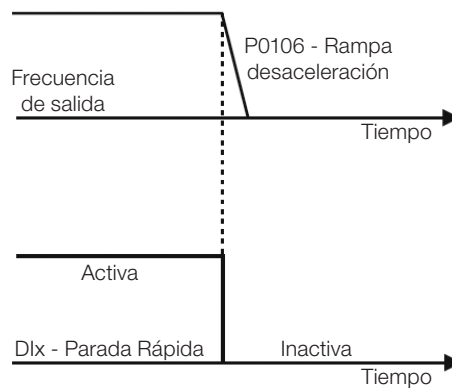 P0106 - Rampa
desaceleración
Frecuencia
de salida
Tiempo
Activa
DIx - Parada Rápida
Inactiva
Tiempo